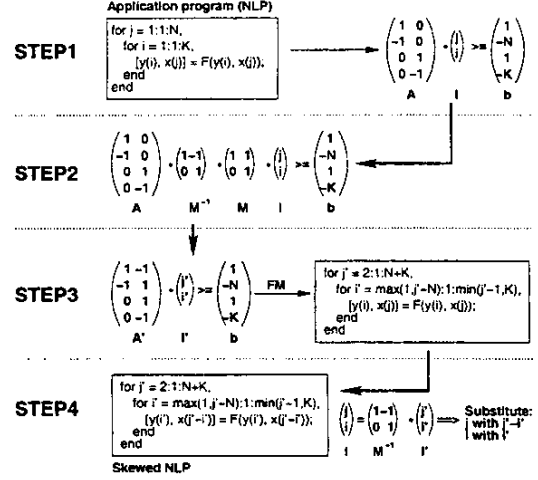 Application program (NLP)
STEP1
for j = 1:1:N,
for i = 1:1:K,
[y(i), x(j)] = F(y(i), x(j));
end
end
( 1 0 ) ( j ) ( 1 )
( -1 0 ) • ( i ) >= ( -N )
( 0 1 ) ( 1 )
( 0 -1 ) ( -K )
A I b
STEP2
( 1 0 ) ( 1 -1 ) ( 1 1 ) ( j ) ( 1 )
( -1 0 ) • ( 0 1 ) • ( 0 1 ) • ( i ) >= ( -N )
( 0 1 ) ( 1 )
( 0 -1 ) ( -K )
A M⁻¹ M I b
STEP3
( 1 -1 ) ( j' ) ( 1 )
( -1 1 ) • ( i' ) >= ( -N )
( 0 1 ) ( 1 )
( 0 -1 ) ( -K )
A' I' b
FM
for j' = 2:1:N+K,
for i' = max(1,j'-N):1:min(j'-1,K),
[y(i), x(j)] = F(y(i), x(j));
end
end
STEP4
for j' = 2:1:N+K,
for i' = max(1,j'-N):1:min(j'-1,K),
[y(i'), x(j'-i')] = F(y(i'), x(j'-i'));
end
end
Skewed NLP
( j ) = ( 1 -1 ) • ( j' )
( i ) ( 0 1 ) ( i' )
I M⁻¹ I'
Substitute:
j with j'-i'
i with i'